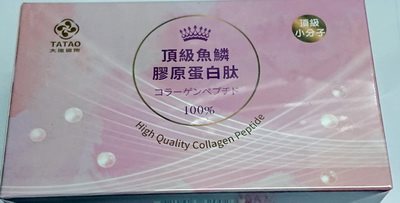 TATAO
頂級魚鱗
膠原蛋白肽
コラーゲンペプチド
100%
High Quality Collagen Peptide
頂級
小分子